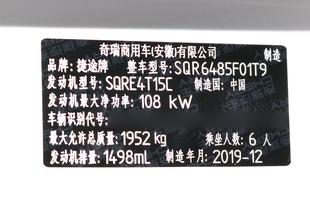 奇瑞商用车(安徽)有限公司 制造
品牌：捷途牌 整车型号：SQR6485F01T9
发动机型号：SQRE4T15C 制造国：中国
发动机最大净功率：108 kW
车辆识别代号：
最大允许总质量：1952 kg 乘坐人数：6 人
发动机排量：1498mL 制造年月：2019-12